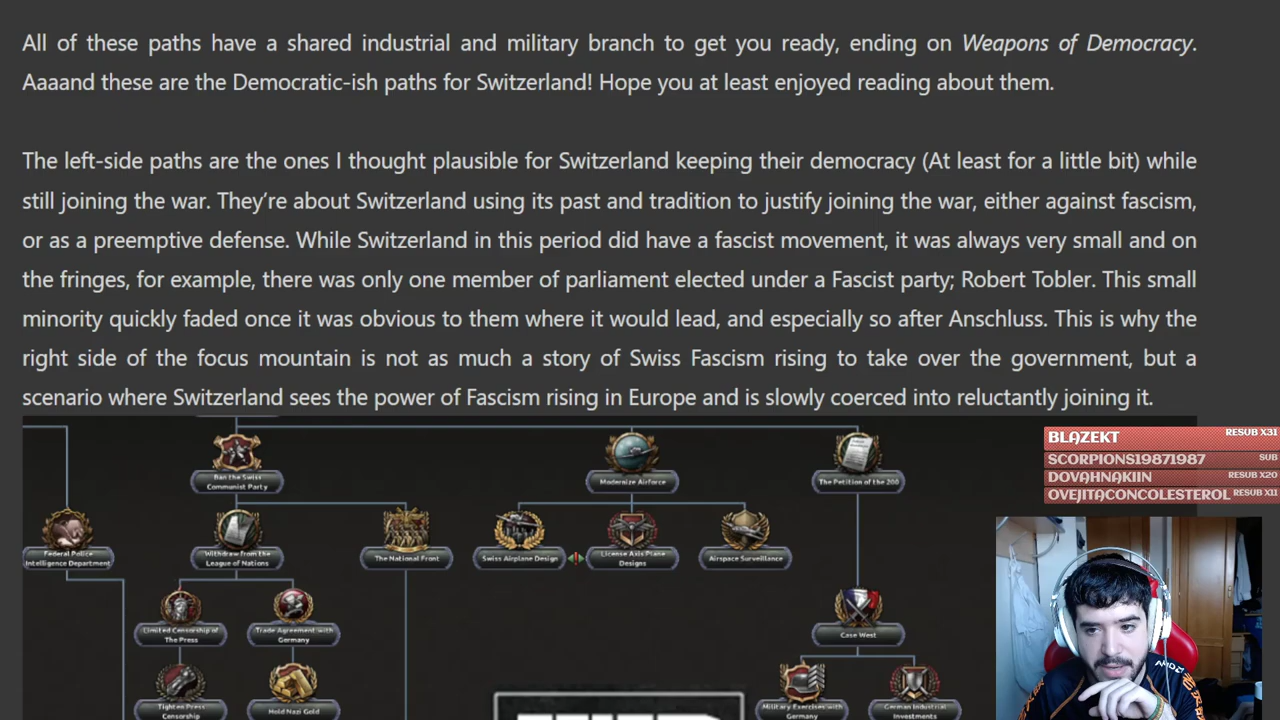 All of these paths have a shared industrial and military branch to get you ready, ending on Weapons of Democracy.
Aaaand these are the Democratic-ish paths for Switzerland! Hope you at least enjoyed reading about them.
The left-side paths are the ones I thought plausible for Switzerland keeping their democracy (At least for a little bit) while
still joining the war. They’re about Switzerland using its past and tradition to justify joining the war, either against fascism,
or as a preemptive defense. While Switzerland in this period did have a fascist movement, it was always very small and on
the fringes, for example, there was only one member of parliament elected under a Fascist party; Robert Tobler. This small
minority quickly faded once it was obvious to them where it would lead, and especially so after Anschluss. This is why the
right side of the focus mountain is not as much a story of Swiss Fascism rising to take over the government, but a
scenario where Switzerland sees the power of Fascism rising in Europe and is slowly coerced into reluctantly joining it.
BLAZEKT RESUB X31
SCORPIONS19871987 SUB
DOVAHNAKIIN RESUB X20
OVEJITACONCOLESTEROL RESUB X11
Ban the Swiss
Communist Party
Modernize Airforce
The Petition of the 200
Federal Police
Intelligence Department
Withdraw from the
League of Nations
The National Front
Swiss Airplane Design
License Axis Plane
Designs
Airspace Surveillance
Limited Censorship of
The Press
Trade Agreement with
Germany
Case West
Tighten Press
Censorship
Hold Nazi Gold
Military Exercises with
Germany
German Industrial
Investments
AMD